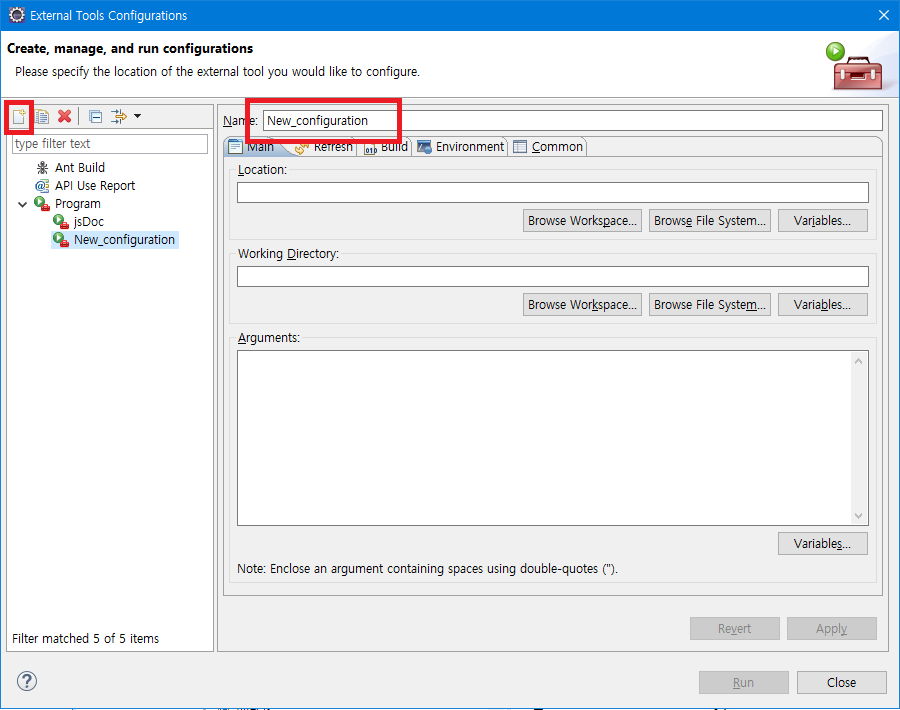 External Tools Configurations
Create, manage, and run configurations
Please specify the location of the external tool you would like to configure.
type filter text
Ant Build
API Use Report
Program
jsDoc
New_configuration
Filter matched 5 of 5 items
Name: New_configuration
Main Refresh Build Environment Common
Location:
Browse Workspace... Browse File System... Variables...
Working Directory:
Browse Workspace... Browse File System... Variables...
Arguments:
Variables...
Note: Enclose an argument containing spaces using double-quotes (").
Revert Apply
Run Close